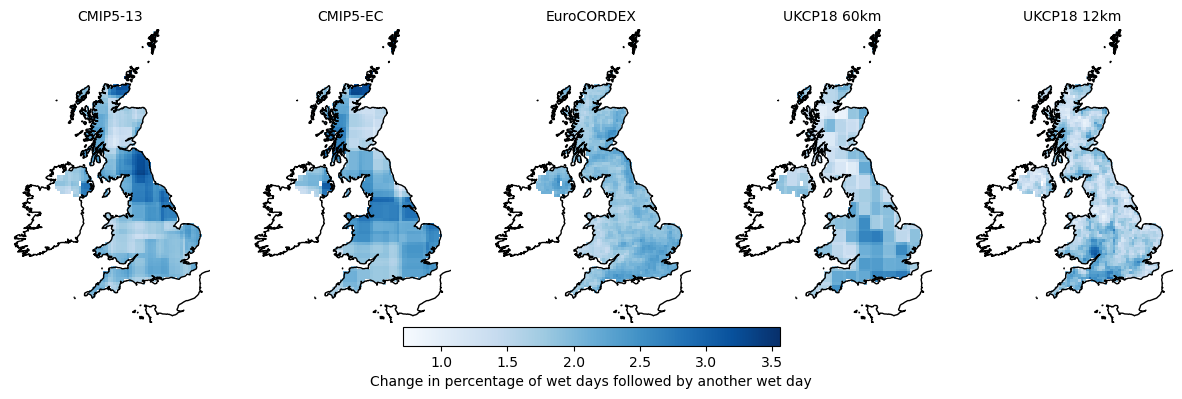 CMIP5-13
CMIP5-EC
EuroCORDEX
UKCP18 60km
UKCP18 12km
1.0 1.5 2.0 2.5 3.0 3.5
Change in percentage of wet days followed by another wet day